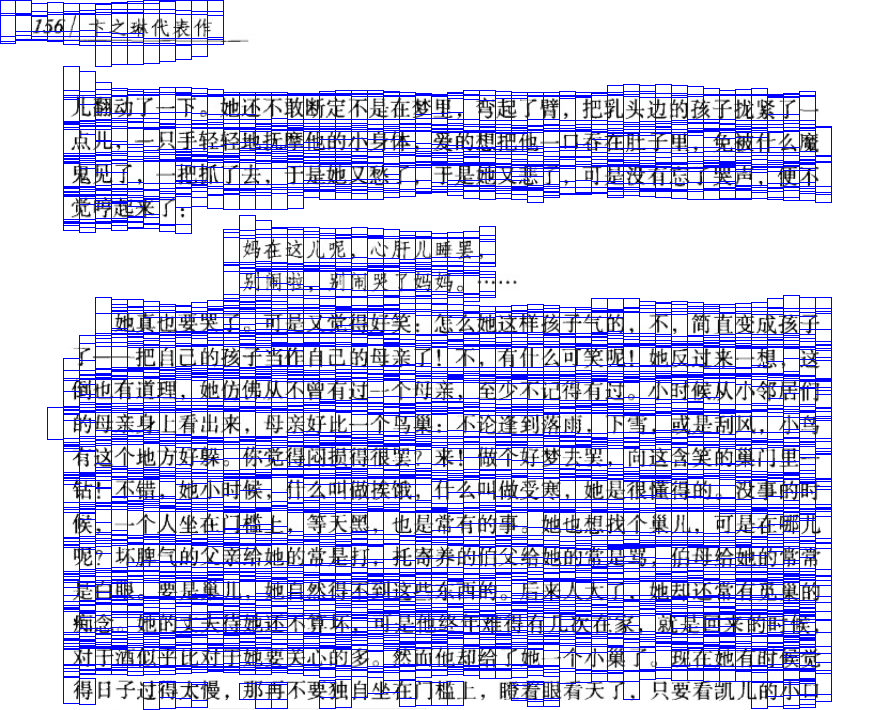 156 / 卞之琳代表作
儿翻动了一下。她还不敢断定不是在梦里，弯起了臂，把乳头边的孩子拢紧了一
点儿，一只手轻轻地抚摩他的小身体，爱的想把他一口吞在肚子里，免被什么魔
鬼见了，一把抓了去，于是她又愁了，于是她又悲了，可是没有忘了哭声，便不
觉哼起来了：
妈在这儿呢，心肝儿睡罢，
别闹啦，别闹哭了妈妈。……
她真也要哭了。可是又觉得好笑：怎么她这样孩子气的，不，简直变成孩子
了——把自己的孩子当作自己的母亲了！不，有什么可笑呢！她反过来一想，这
倒也有道理，她仿佛从不曾有过一个母亲，至少不记得有过。小时候从小邻居们
的母亲身上看出来，母亲好比一个鸟巢：不论逢到落雨，下雪，或是刮风，小鸟
有这个地方好躲。你觉得闷损得很罢？来！做个好梦去罢，向这含笑的巢门里一
钻！不错，她小时候，什么叫做挨饿，什么叫做受寒，她是很懂得的。没事的时
候，一个人坐在门槛上，等天黑，也是常有的事。她也想找个巢儿，可是在哪儿
呢？坏脾气的父亲给她的常是打，托寄养的伯父给她的常是骂，伯母给她的常常
是白眼。要是巢儿，她自然得不到这些东西的。后来人大了，她却还常有觅巢的
痴念。她的丈夫待她还不算坏，可是他终年难得有几次在家，就是回来的时候，
对于酒似乎比对于她要关心的多。然而他却给了她一个小巢了。现在她有时候觉
得日子过得太慢，那再不要独自坐在门槛上，瞪着眼看天了，只要看凯儿的小口